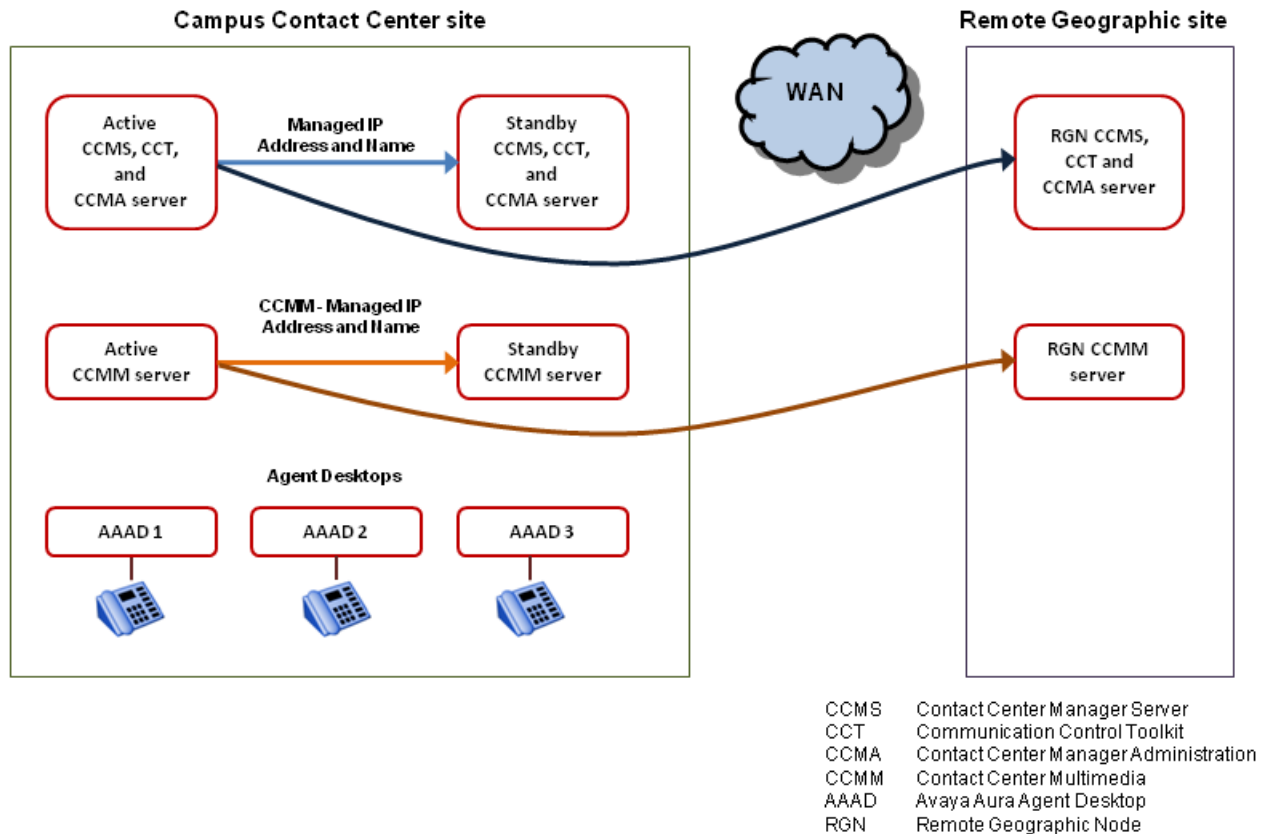 Campus Contact Center site
Remote Geographic site
WAN
Active
CCMS, CCT,
and
CCMA server
Managed IP
Address and Name
Standby
CCMS, CCT,
and
CCMA server
RGN CCMS,
CCT and
CCMA server
CCMM - Managed IP
Address and Name
Active
CCMM server
Standby
CCMM server
RGN CCMM
server
Agent Desktops
AAAD 1
AAAD 2
AAAD 3
CCMS Contact Center Manager Server
CCT Communication Control Toolkit
CCMA Contact Center Manager Administration
CCMM Contact Center Multimedia
AAAD Avaya Aura Agent Desktop
RGN Remote Geographic Node